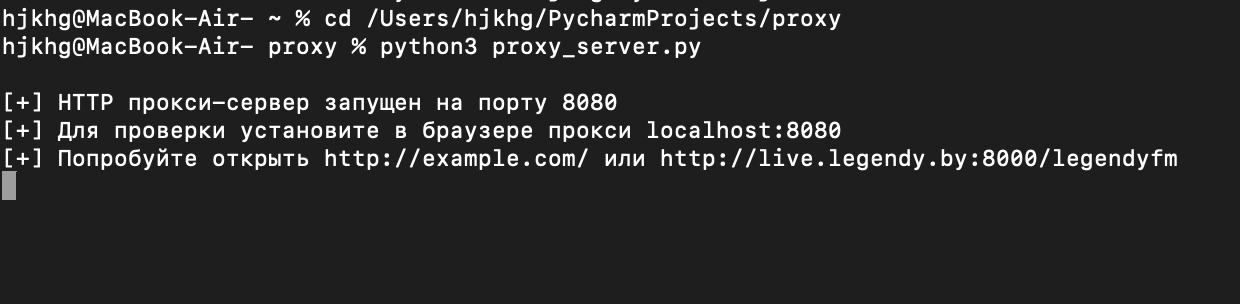 hjkhg@MacBook-Air- ~ % cd /Users/hjkhg/PycharmProjects/proxy
hjkhg@MacBook-Air- proxy % python3 proxy_server.py
[+] HTTP прокси-сервер запущен на порту 8080
[+] Для проверки установите в браузере прокси localhost:8080
[+] Попробуйте открыть http://example.com/ или http://live.legendy.by:8000/legendyfm